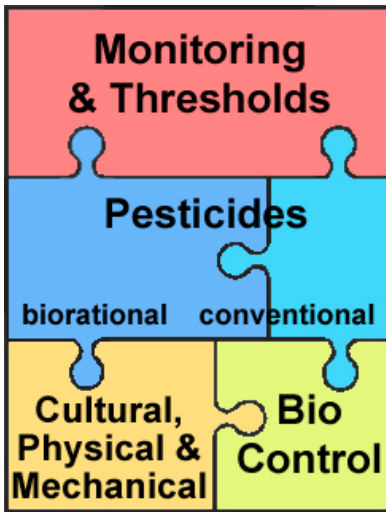 Monitoring
& Thresholds
Pesticides
biorational conventional
Cultural,
Physical &
Mechanical
Bio
Control